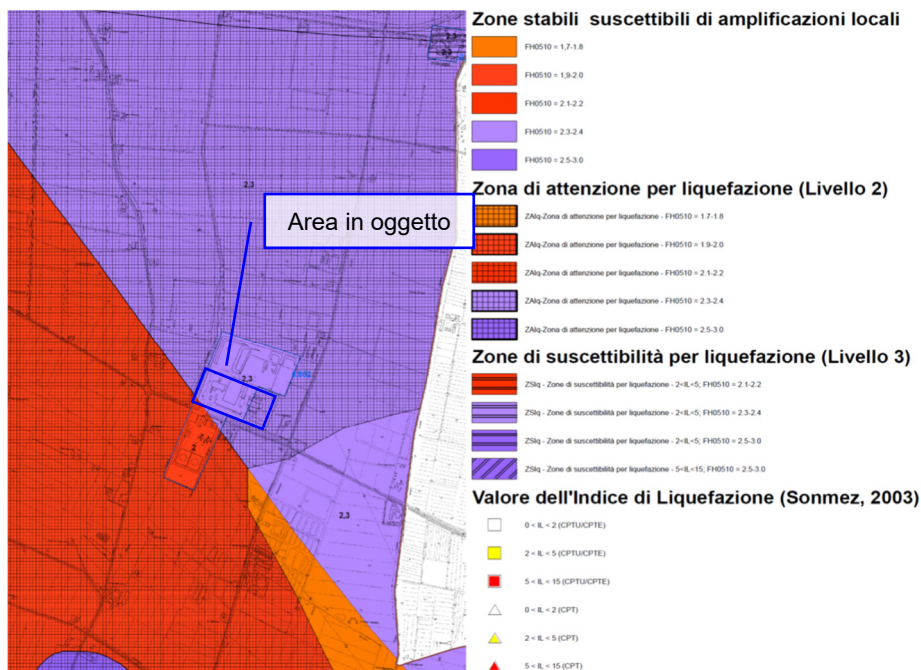 2,3
2,3
Area in oggetto
2,3
2
2,3
Zone stabili suscettibili di amplificazioni locali
FH0510 = 1,7-1.8
FH0510 = 1,9-2.0
FH0510 = 2.1-2.2
FH0510 = 2.3-2.4
FH0510 = 2.5-3.0
Zona di attenzione per liquefazione (Livello 2)
ZAlq-Zona di attenzione per liquefazione - FH0510 = 1.7-1.8
ZAlq-Zona di attenzione per liquefazione - FH0510 = 1.9-2.0
ZAlq-Zona di attenzione per liquefazione - FH0510 = 2.1-2.2
ZAlq-Zona di attenzione per liquefazione - FH0510 = 2.3-2.4
ZAlq-Zona di attenzione per liquefazione - FH0510 = 2.5-3.0
Zone di suscettibilità per liquefazione (Livello 3)
ZSlq - Zone di suscettibilità per liquefazione - 2<IL<5; FH0510 = 2.1-2.2
ZSlq - Zone di suscettibilità per liquefazione - 2<IL<5; FH0510 = 2.3-2.4
ZSlq - Zone di suscettibilità per liquefazione - 2<IL<5; FH0510 = 2.5-3.0
ZSlq - Zone di suscettibilità per liquefazione - 5<IL<15; FH0510 = 2.5-3.0
Valore dell'Indice di Liquefazione (Sonmez, 2003)
0 < IL < 2 (CPTU/CPTE)
2 < IL < 5 (CPTU/CPTE)
5 < IL < 15 (CPTU/CPTE)
0 < IL < 2 (CPT)
2 < IL < 5 (CPT)
5 < IL < 15 (CPT)